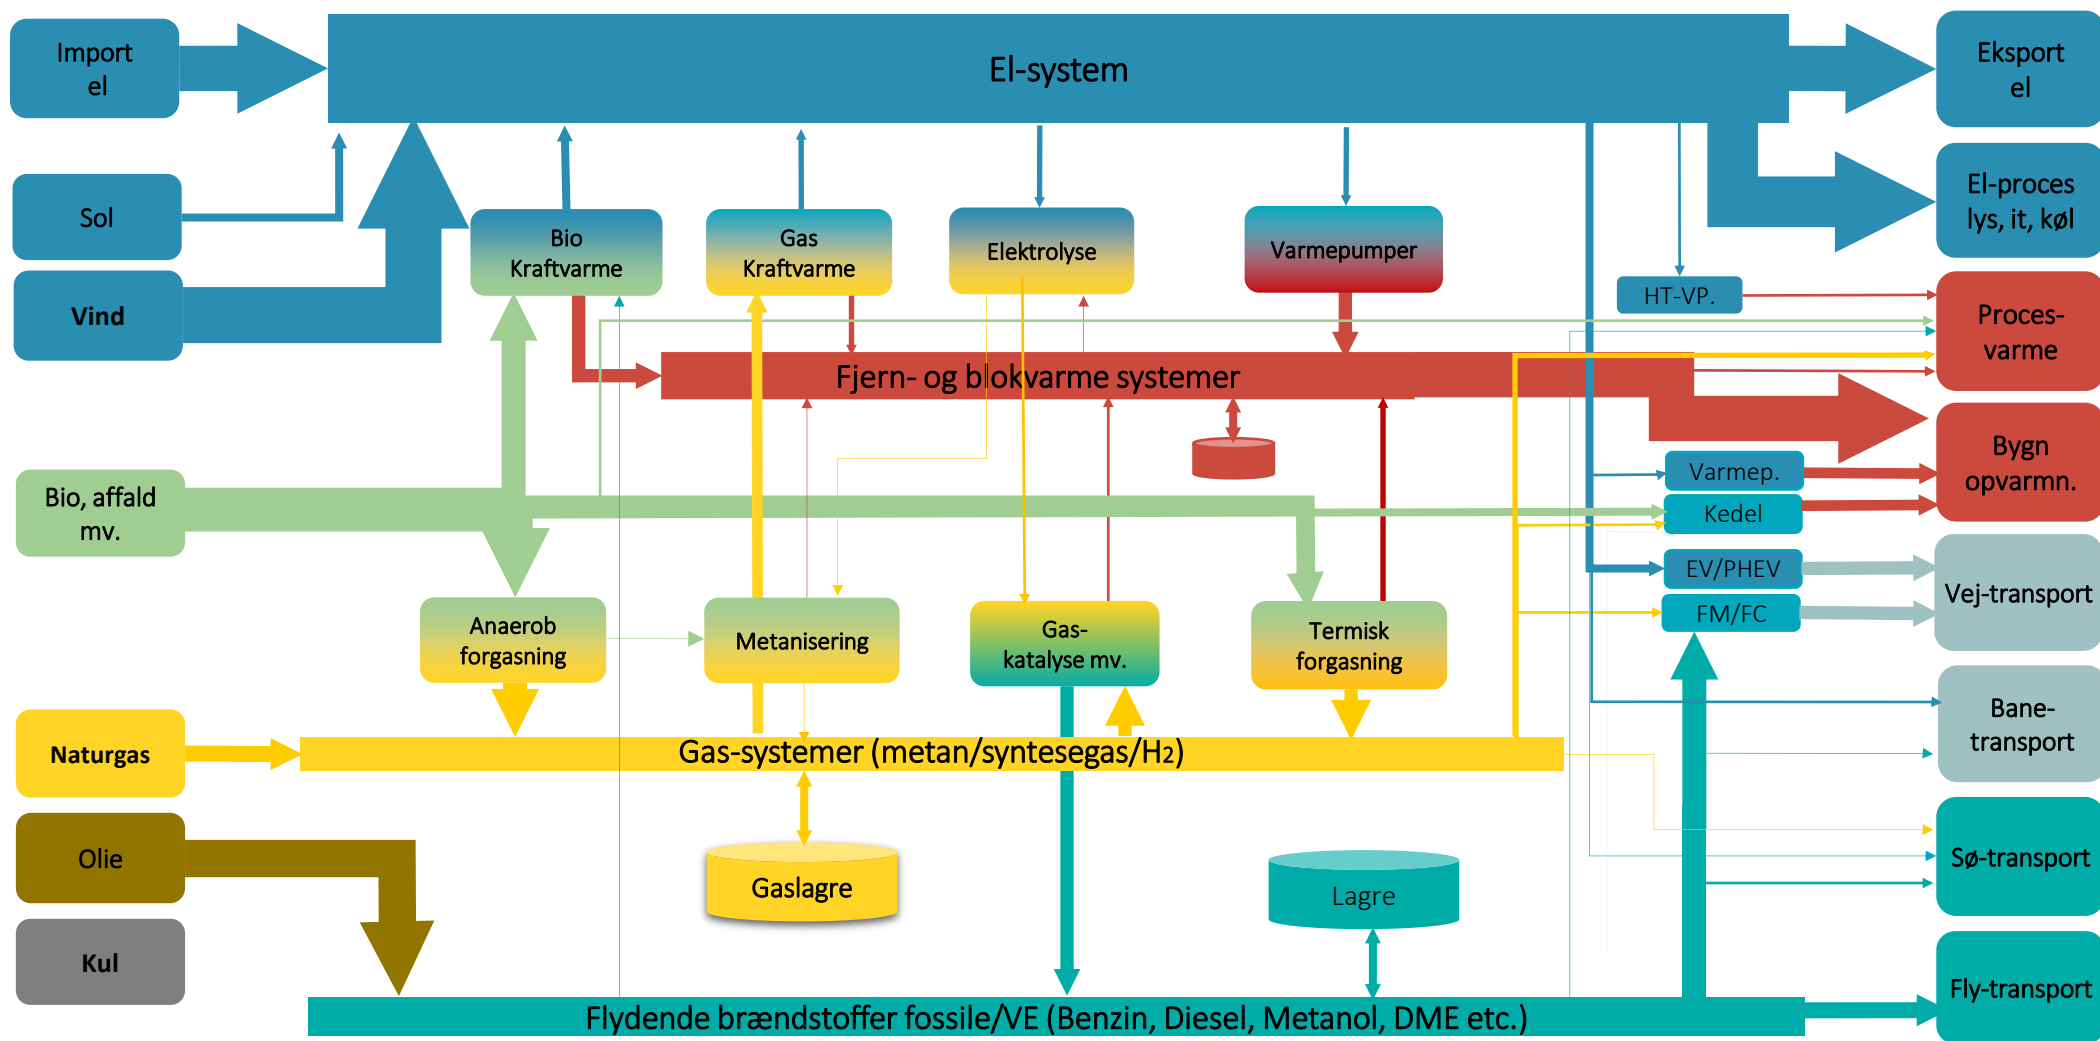 Import
el
El-system
Eksport
el
Sol
Vind
Bio
Kraftvarme
Gas
Kraftvarme
Elektrolyse
Varmepumper
El-proces
lys, it, køl
HT-VP.
Proces-
varme
Fjern- og blokvarme systemer
Bygn
opvarmn.
Varmep.
Kedel
Bio, affald
mv.
EV/PHEV
FM/FC
Vej-transport
Anaerob
forgasning
Metanisering
Gas-
katalyse mv.
Termisk
forgasning
Bane-
transport
Naturgas
Gas-systemer (metan/syntesegas/H2)
Olie
Gaslagre
Lagre
Sø-transport
Kul
Fly-transport
Flydende brændstoffer fossile/VE (Benzin, Diesel, Metanol, DME etc.)